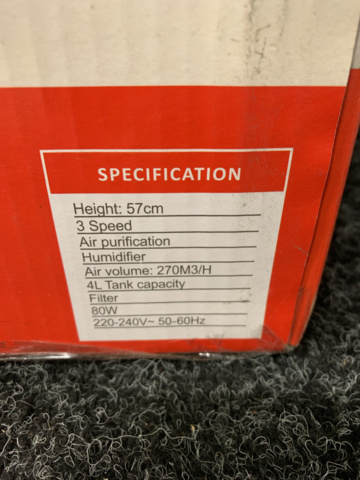 SPECIFICATION
Height: 57cm
3 Speed
Air purification
Humidifier
Air volume: 270M3/H
4L Tank capacity
Filter
80W
220-240V~ 50-60Hz